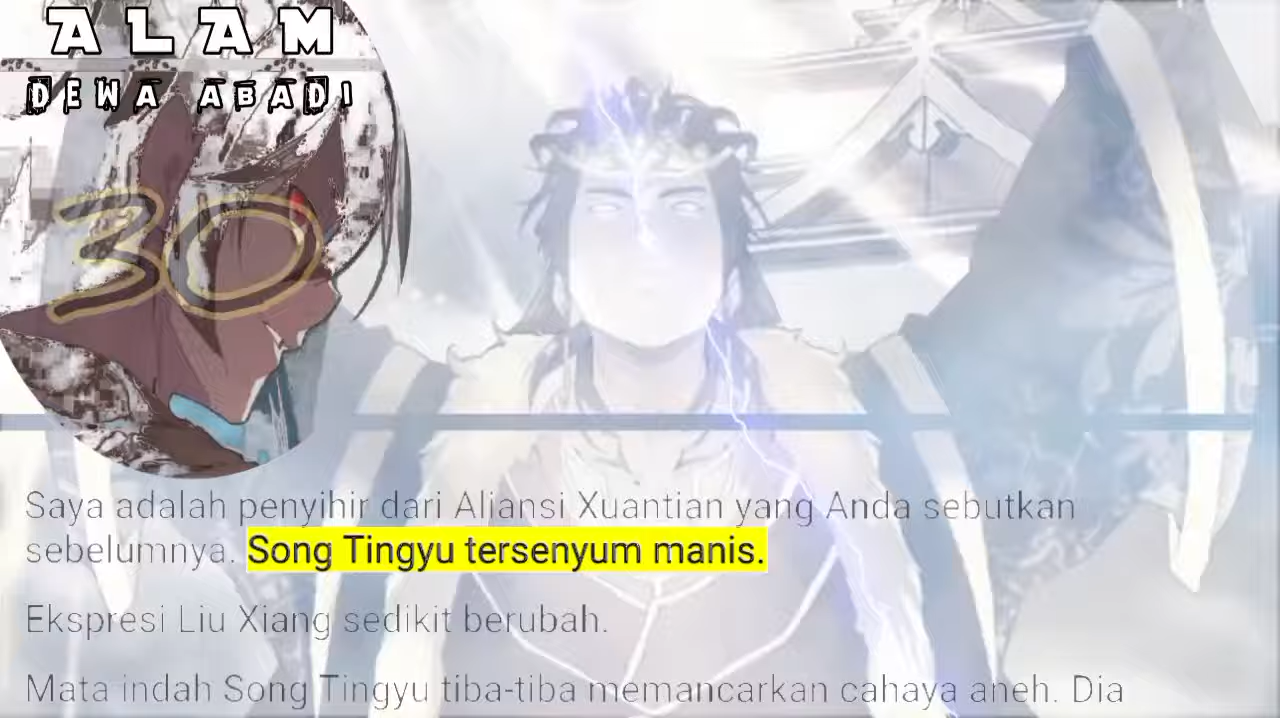 ALAM
DEWA ABADI
30
Saya adalah penyihir dari Aliansi Xuantian yang Anda sebutkan
sebelumnya. Song Tingyu tersenyum manis.
Ekspresi Liu Xiang sedikit berubah.
Mata indah Song Tingyu tiba-tiba memancarkan cahaya aneh. Dia